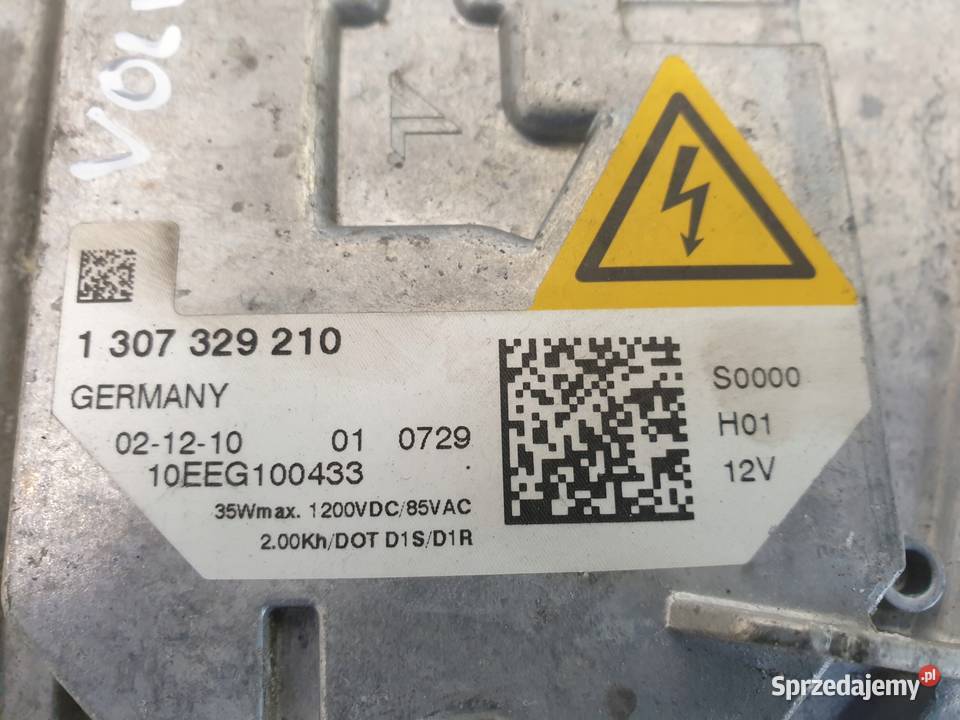 1 307 329 210
GERMANY
02-12-10 01 0729
10EEG100433
35Wmax. 1200VDC/85VAC
2.00Kh/DOT D1S/D1R
S0000
H01
12V
Sprzedajemy.pl